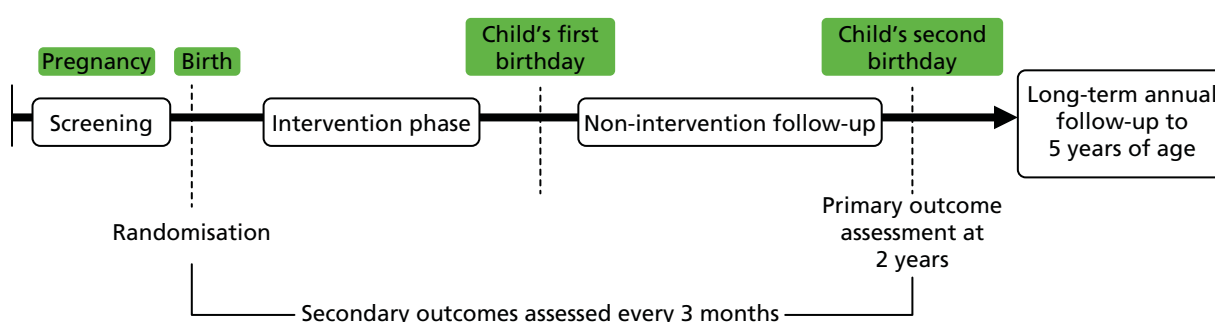 Pregnancy
Birth
Child's first
birthday
Child's second
birthday
Screening
Intervention phase
Non-intervention follow-up
Long-term annual
follow-up to
5 years of age
Randomisation
Primary outcome
assessment at
2 years
Secondary outcomes assessed every 3 months